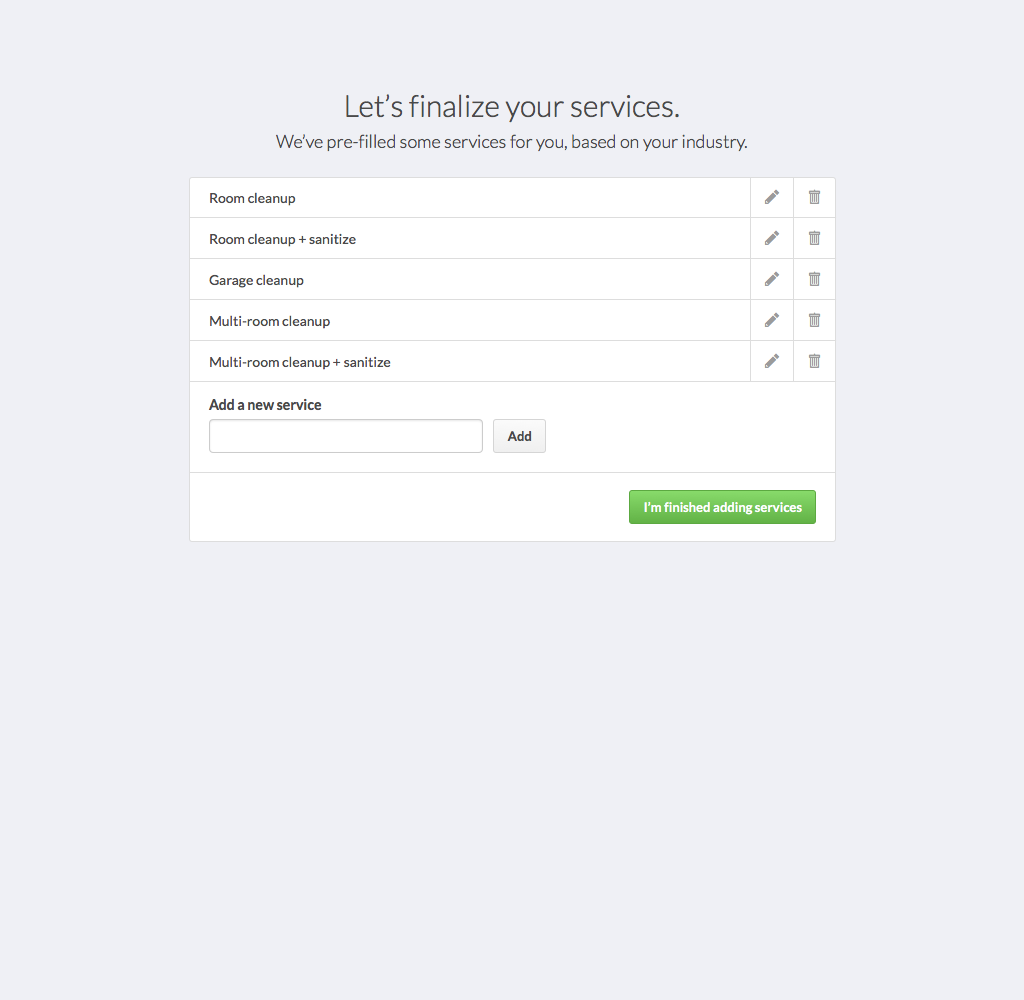 Let’s finalize your services.
We’ve pre-filled some services for you, based on your industry.
Room cleanup
Room cleanup + sanitize
Garage cleanup
Multi-room cleanup
Multi-room cleanup + sanitize
Add a new service
Add
I’m finished adding services